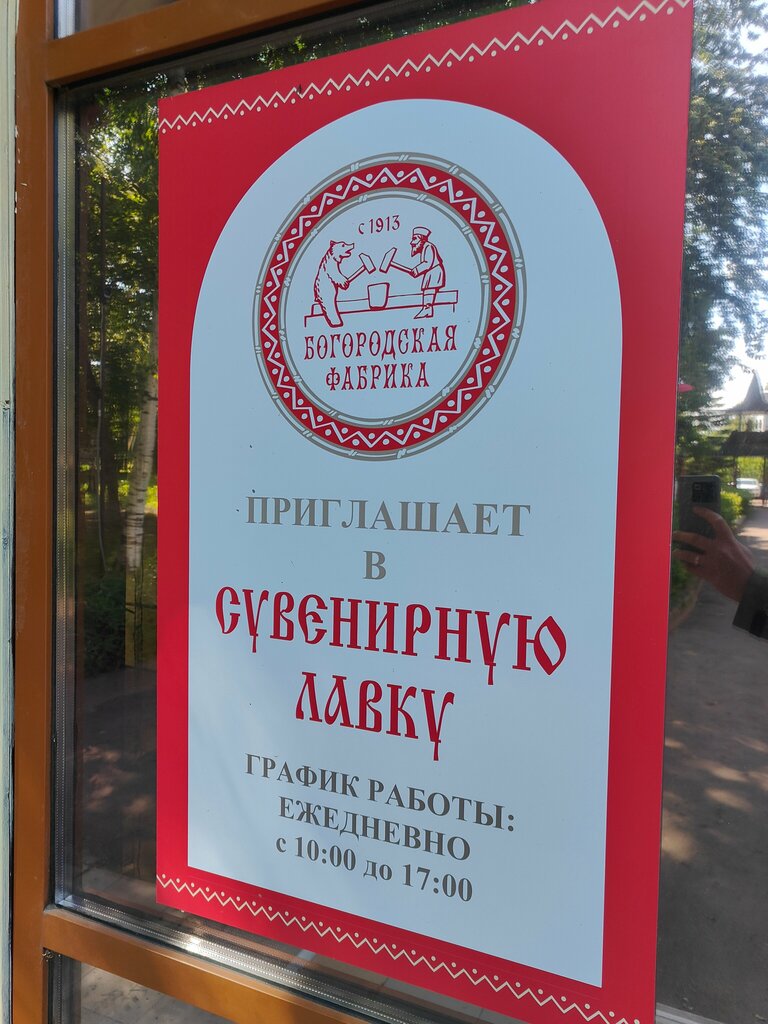 с 1913
БОГОРОДСКАЯ
ФАБРИКА
ПРИГЛАШАЕТ
В
СУВЕНИРНУЮ
ЛАВКУ
ГРАФИК РАБОТЫ:
ЕЖЕДНЕВНО
с 10:00 до 17:00